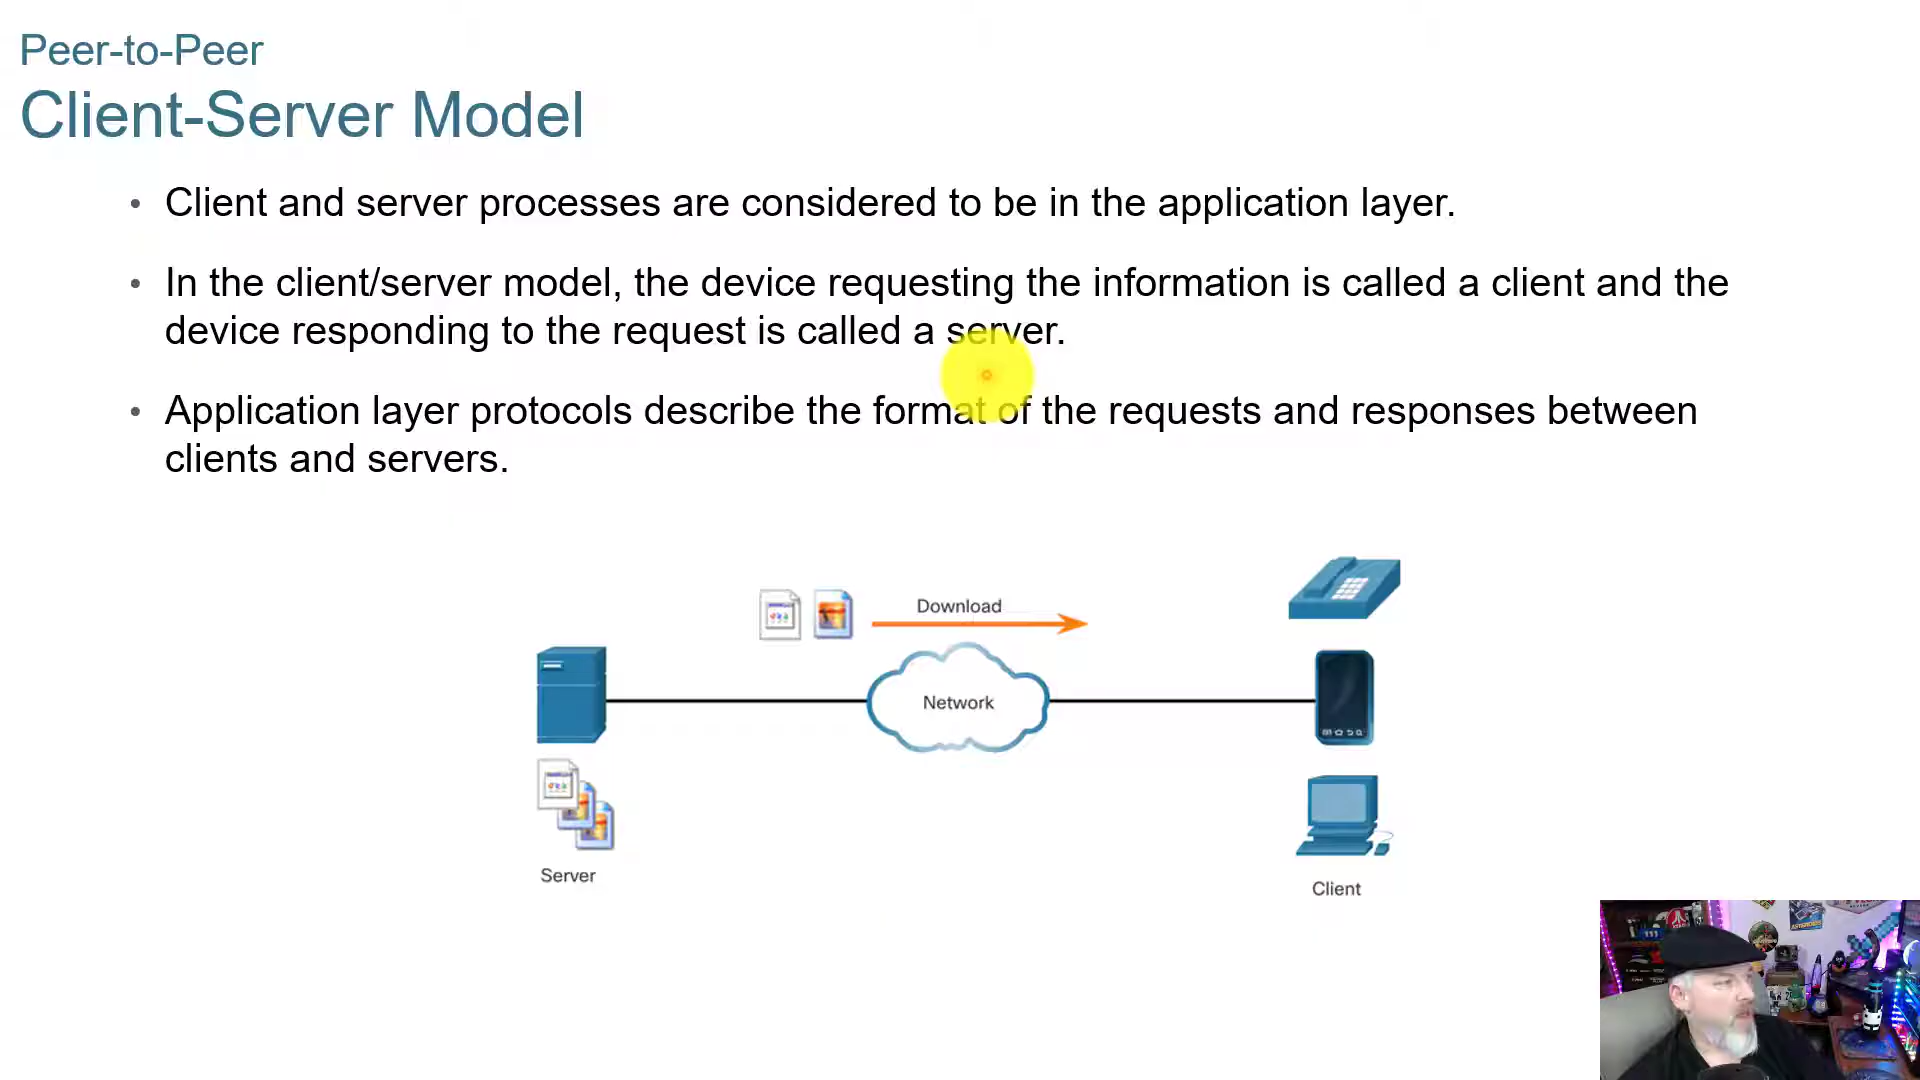 Peer-to-Peer
Client-Server Model
• Client and server processes are considered to be in the application layer.
• In the client/server model, the device requesting the information is called a client and the
device responding to the request is called a server.
• Application layer protocols describe the format of the requests and responses between
clients and servers.
Download
Network
Server
Client